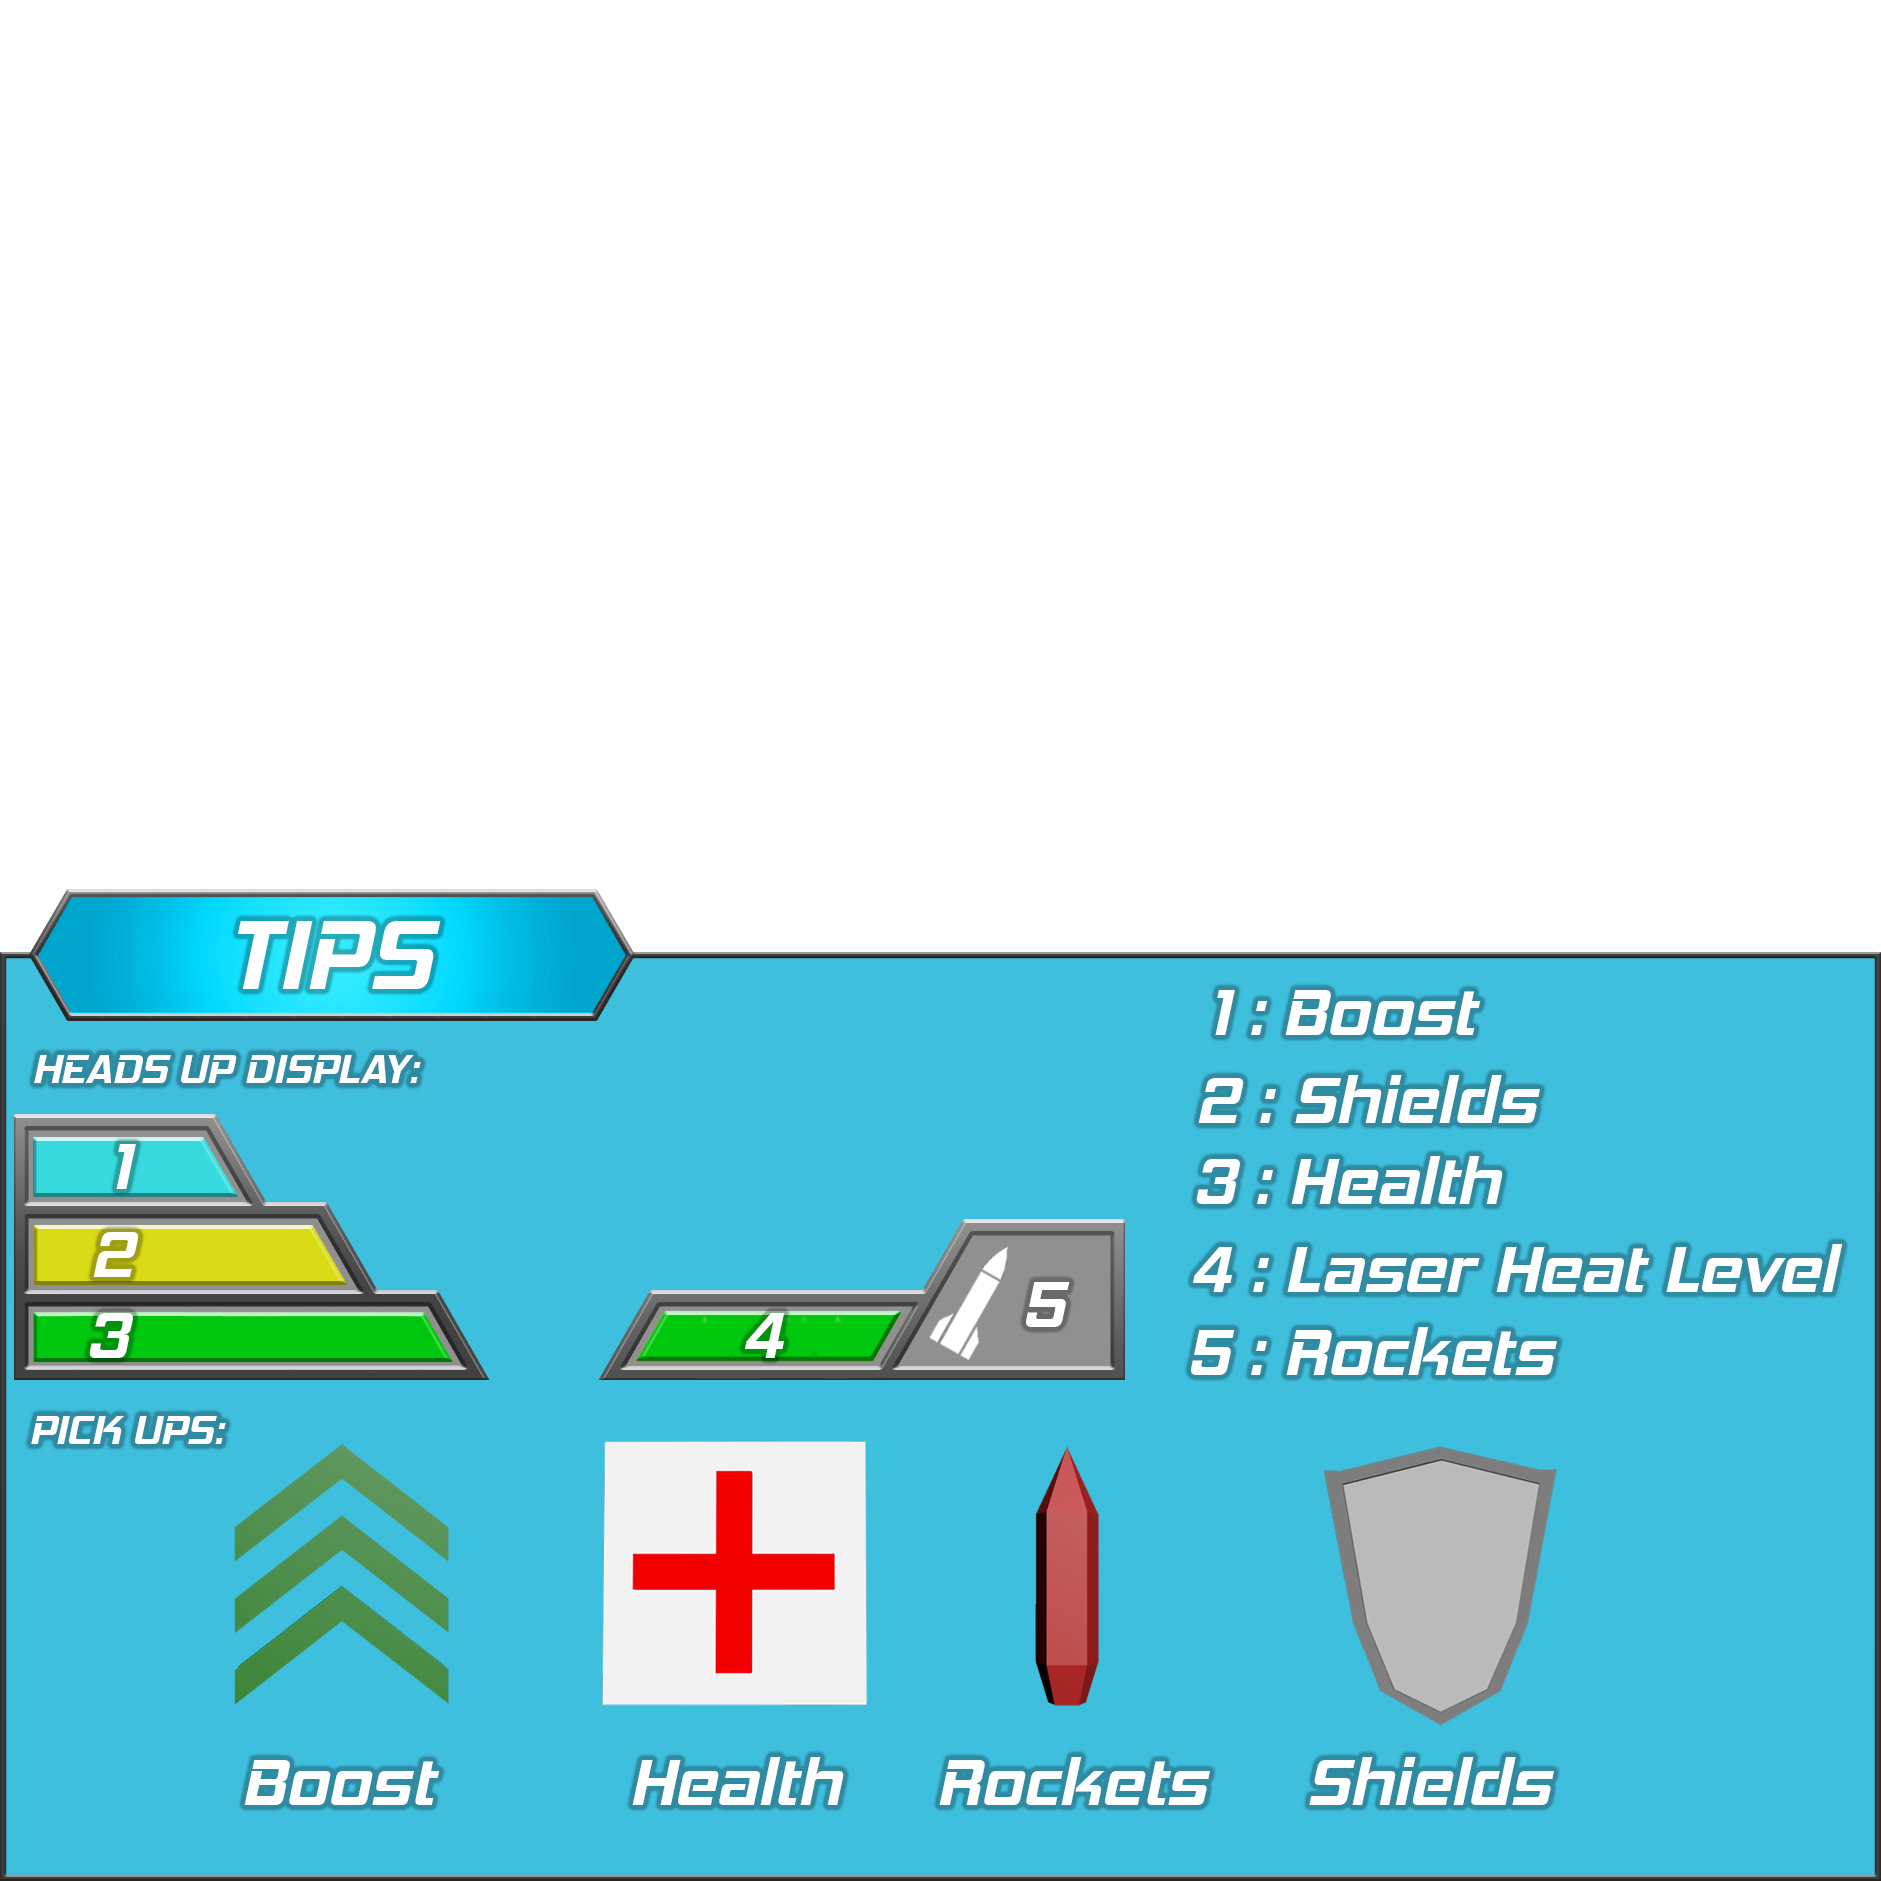 TIPS
HEADS UP DISPLAY:
1
2
3
4
5
1 : Boost
2 : Shields
3 : Health
4 : Laser Heat Level
5 : Rockets
PICK UPS:
Boost
Health
Rockets
Shields